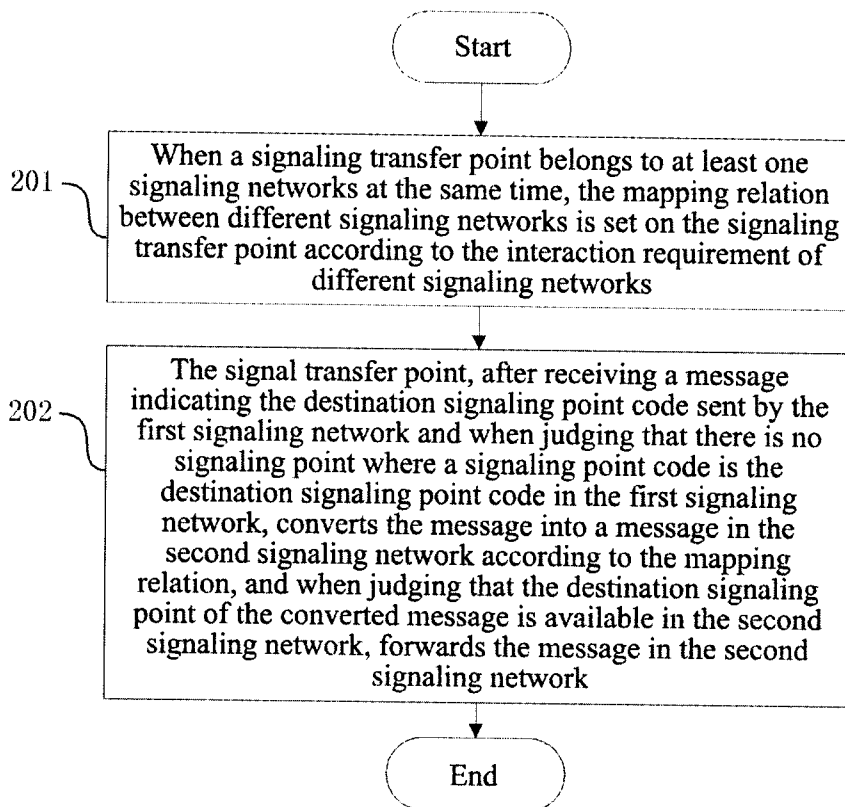 Start
201
When a signaling transfer point belongs to at least one
signaling networks at the same time, the mapping relation
between different signaling networks is set on the signaling
transfer point according to the interaction requirement of
different signaling networks
202
The signal transfer point, after receiving a message
indicating the destination signaling point code sent by the
first signaling network and when judging that there is no
signaling point where a signaling point code is the
destination signaling point code in the first signaling
network, converts the message into a message in the
second signaling network according to the mapping
relation, and when judging that the destination signaling
point of the converted message is available in the second
signaling network, forwards the message in the second
signaling network
End